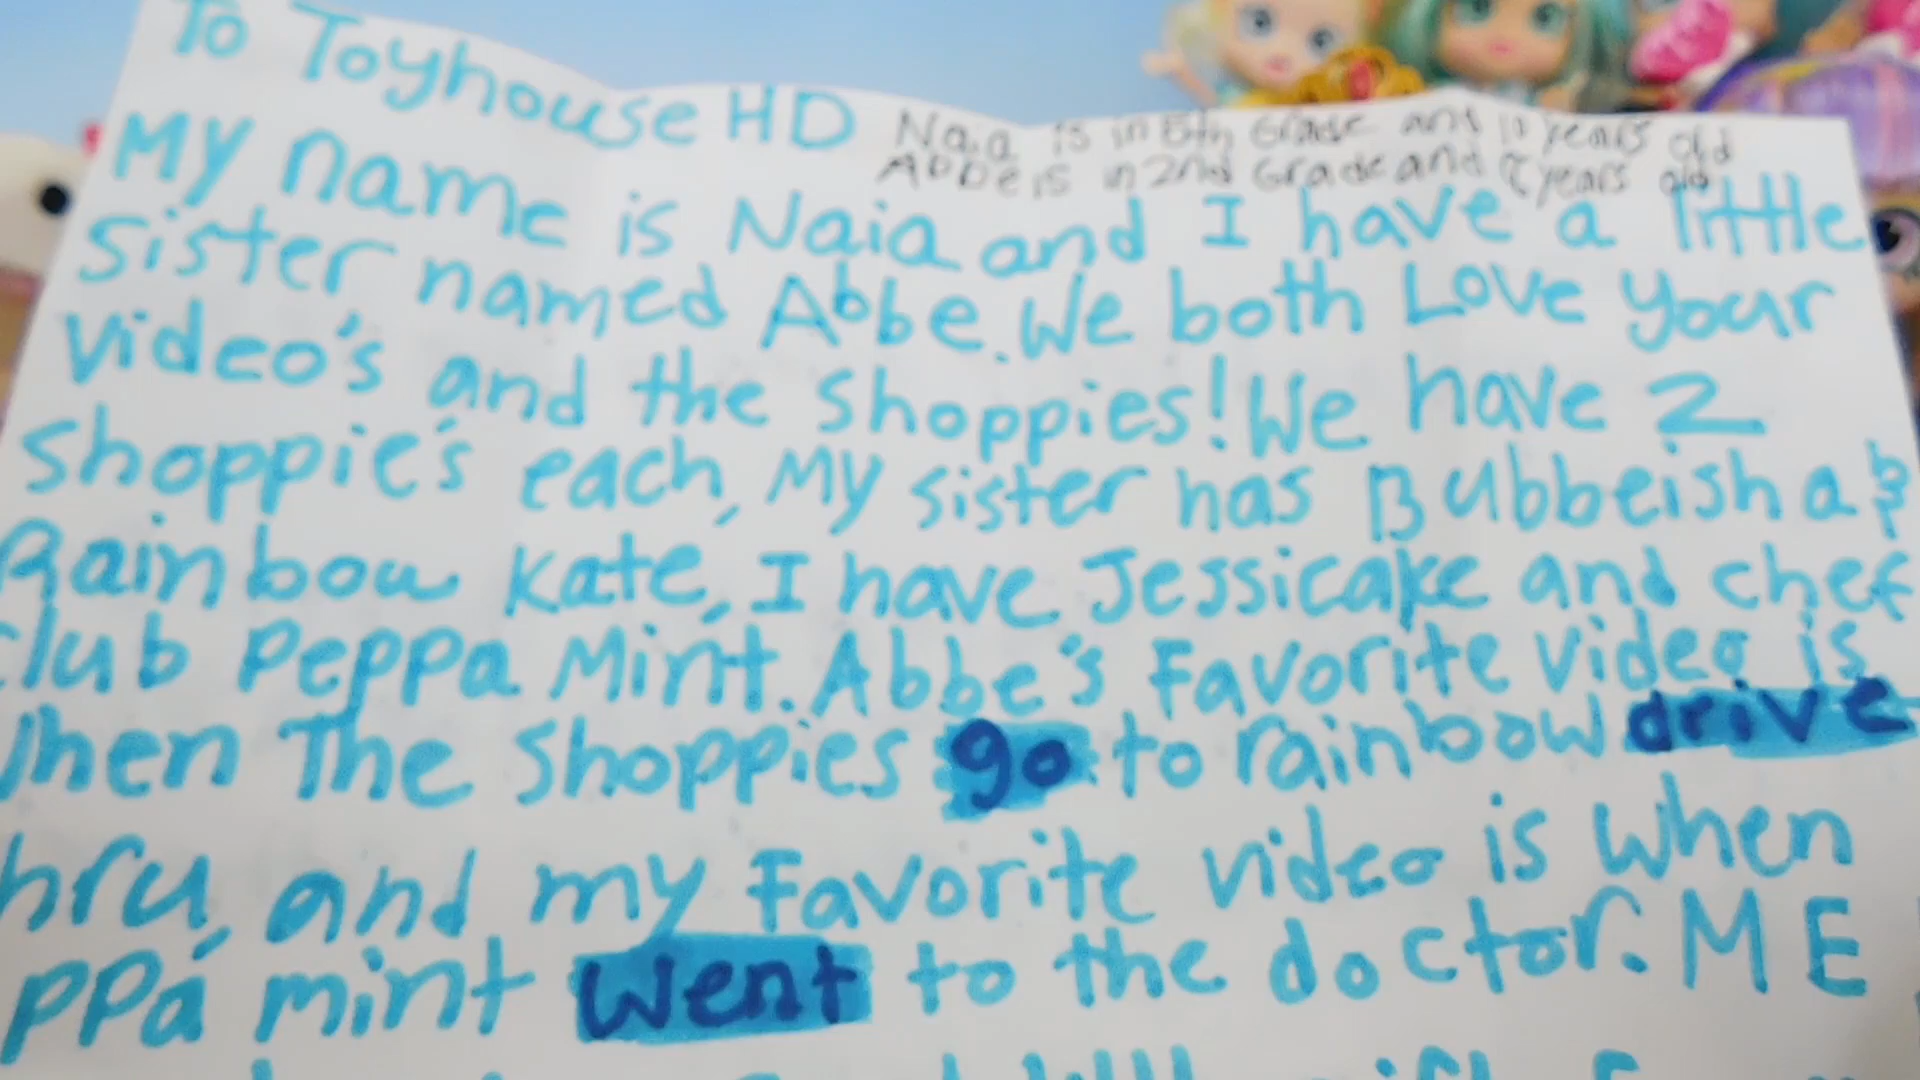 To Toyhouse HD
Naia is in 5th Grade and 10 years old
Abbe is in 2nd Grade and 7 years old
My name is Naia and I have a little
sister named Abbe. We both Love your
video's and the Shoppies! We have 2
Shoppie's each, My sister has Bubbeisha &
Rainbow Kate, I have Jessicake and chef
club Peppa Mint. Abbe's Favorite video is
When The Shoppies go to rainbow drive
hru, and my Favorite video is when
ppa mint went to the doctor. ME